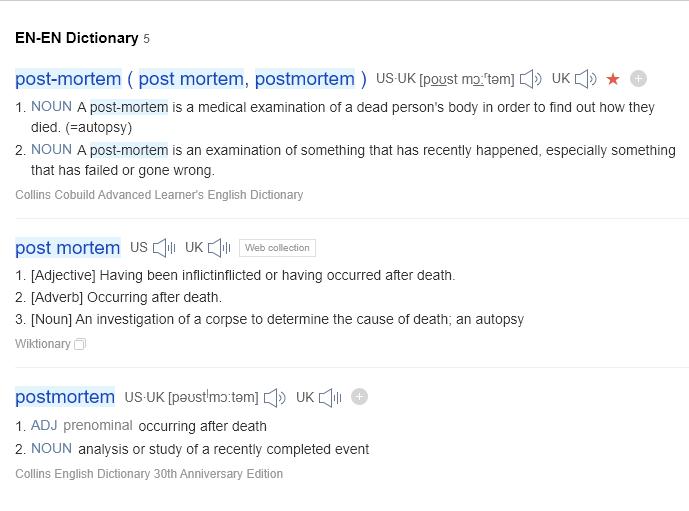 EN-EN Dictionary 5
post-mortem ( post mortem, postmortem ) US·UK [poʊst mɔːʳtəm] UK
1. NOUN A post-mortem is a medical examination of a dead person's body in order to find out how they
died. (=autopsy)
2. NOUN A post-mortem is an examination of something that has recently happened, especially something
that has failed or gone wrong.
Collins Cobuild Advanced Learner's English Dictionary
post mortem US UK Web collection
1. [Adjective] Having been inflictinflicted or having occurred after death.
2. [Adverb] Occurring after death.
3. [Noun] An investigation of a corpse to determine the cause of death; an autopsy
Wiktionary
postmortem US·UK [pəʊstˈmɔːtəm] UK
1. ADJ prenominal occurring after death
2. NOUN analysis or study of a recently completed event
Collins English Dictionary 30th Anniversary Edition